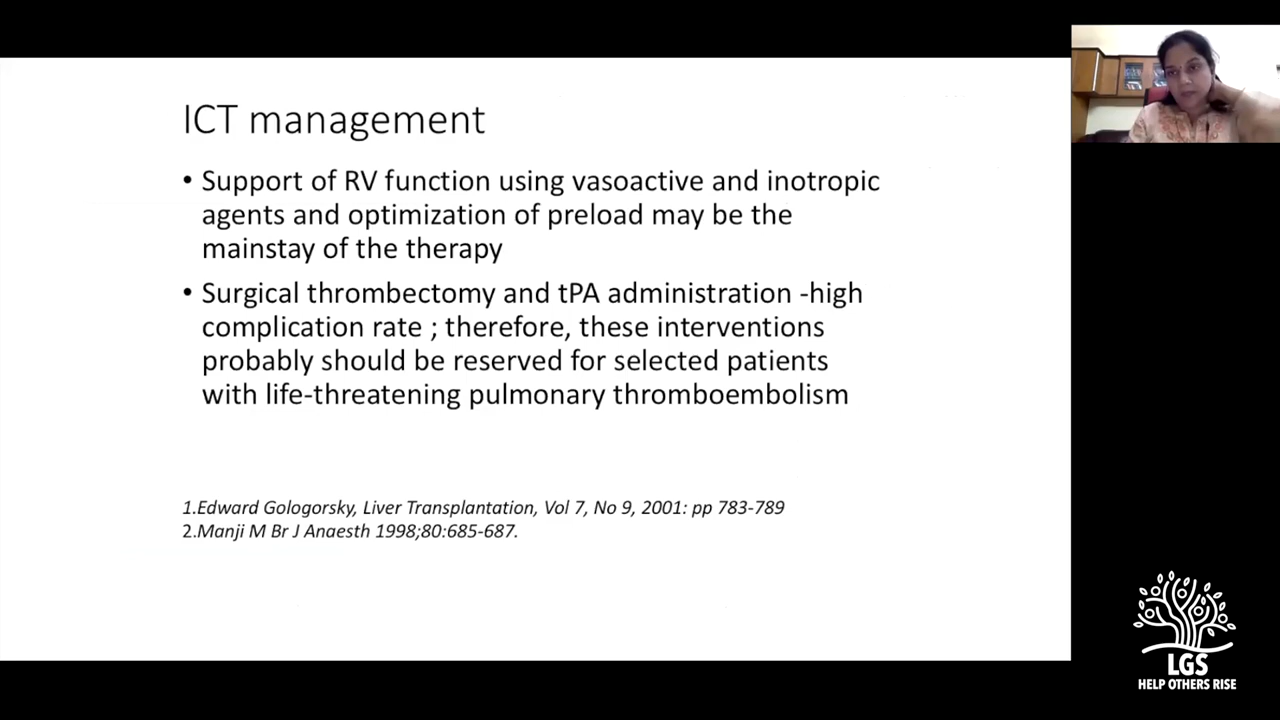 ICT management
• Support of RV function using vasoactive and inotropic
agents and optimization of preload may be the
mainstay of the therapy
• Surgical thrombectomy and tPA administration -high
complication rate ; therefore, these interventions
probably should be reserved for selected patients
with life-threatening pulmonary thromboembolism
1.Edward Gologorsky, Liver Transplantation, Vol 7, No 9, 2001: pp 783-789
2.Manji M Br J Anaesth 1998;80:685-687.
LGS
HELP OTHERS RISE